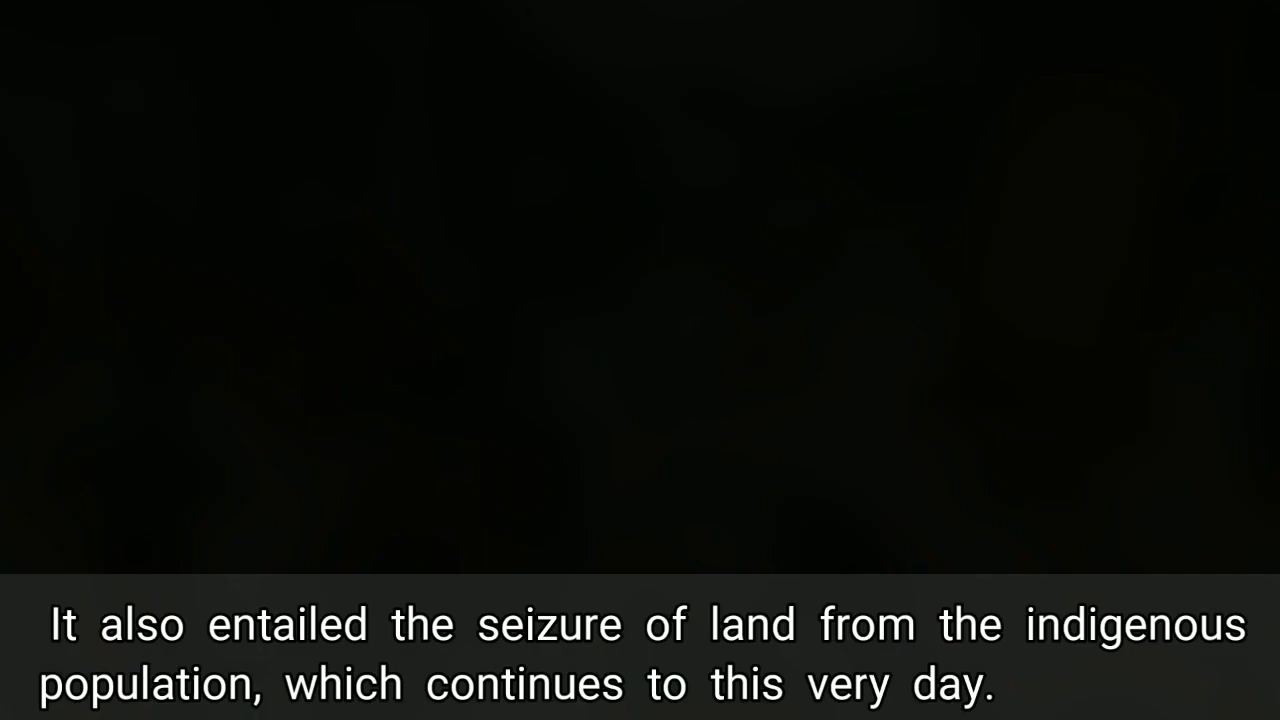 It also entailed the seizure of land from the indigenous
population, which continues to this very day.